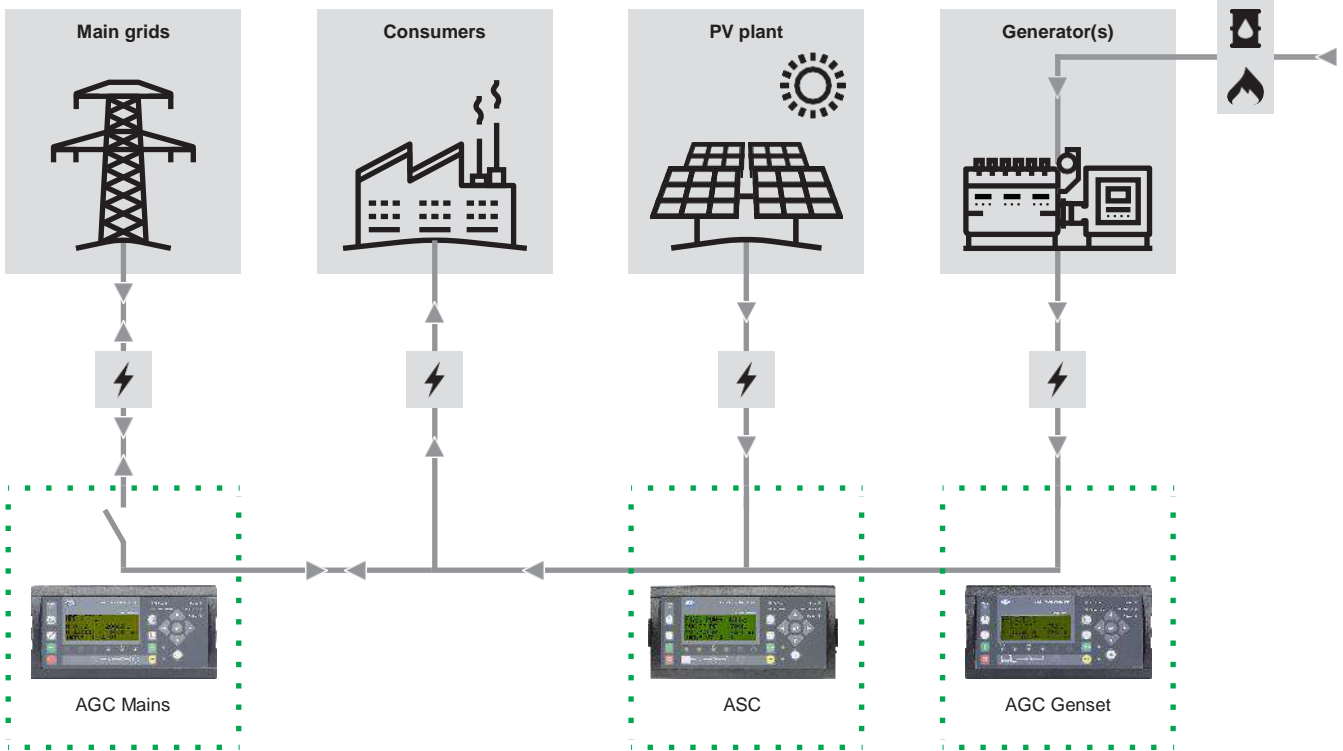 Main grids
Consumers
PV plant
Generator(s)
AGC Mains
ASC
AGC Genset